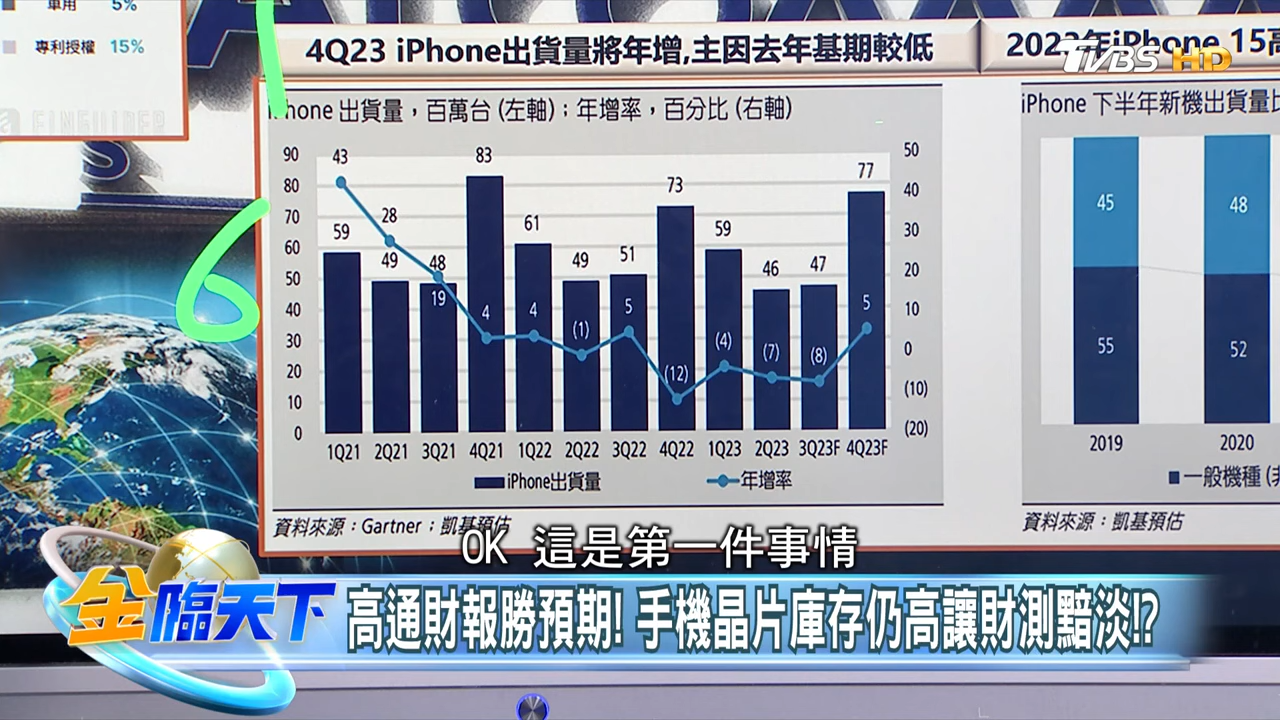 車用 5%
專利授權 15%
4Q23 iPhone出貨量將年增,主因去年基期較低
iPhone 15高
TVBS HD
iPhone 出貨量,百萬台 (左軸);年增率,百分比 (右軸)
90 80 70 60 50 40 30 20 10 0
50 40 30 20 10 0 (10) (20)
59 49 48 83 61 49 51 73 59 46 47 77
43 28 19 4 4 (1) 5 (12) (4) (7) (8) 5
1Q21 2Q21 3Q21 4Q21 1Q22 2Q22 3Q22 4Q22 1Q23 2Q23 3Q23F 4Q23F
iPhone出貨量 年增率
資料來源:Gartner;凱基預估
iPhone 下半年新機出貨量比
45 48
55 52
2019 2020
一般機種
資料來源:凱基預估
6
OK 這是第一件事情
金臨天下
高通財報勝預期! 手機晶片庫存仍高讓財測黯淡!?